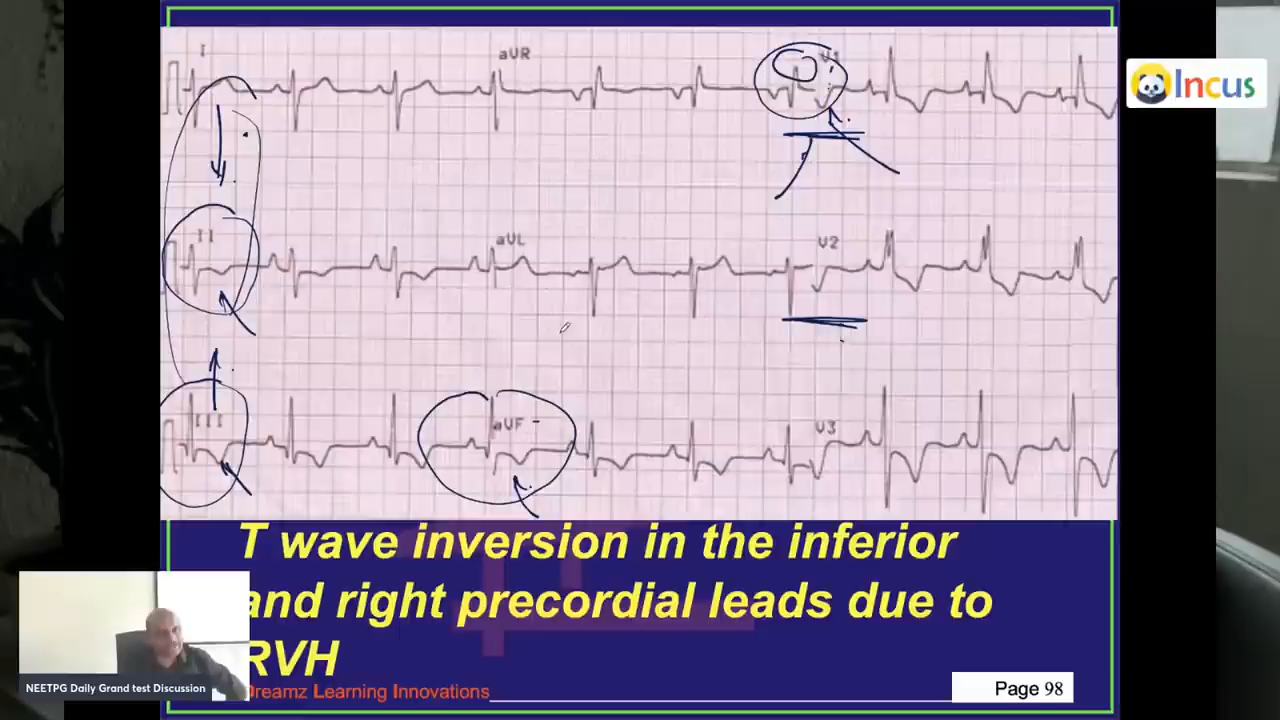 I
aVR
V1
Incus
II
aVL
V2
III
aVF
V3
T wave inversion in the inferior
and right precordial leads due to
RVH
NEETPG Daily Grand test Discussion
Dreamz Learning Innovations
Page 98